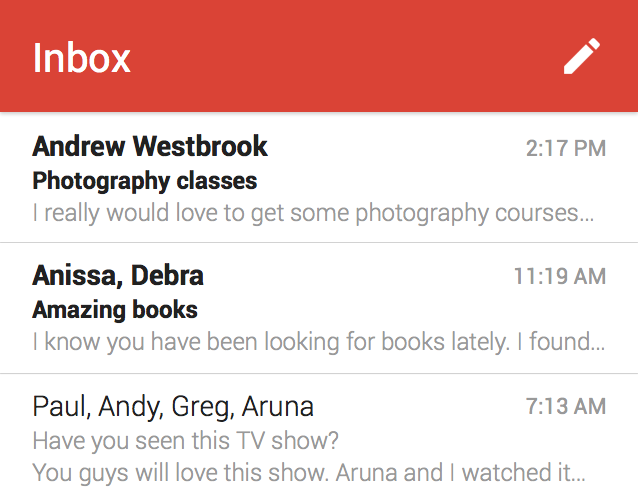 Inbox
Andrew Westbrook 2:17 PM
Photography classes
I really would love to get some photography courses...
Anissa, Debra 11:19 AM
Amazing books
I know you have been looking for books lately. I found...
Paul, Andy, Greg, Aruna 7:13 AM
Have you seen this TV show?
You guys will love this show. Aruna and I watched it...